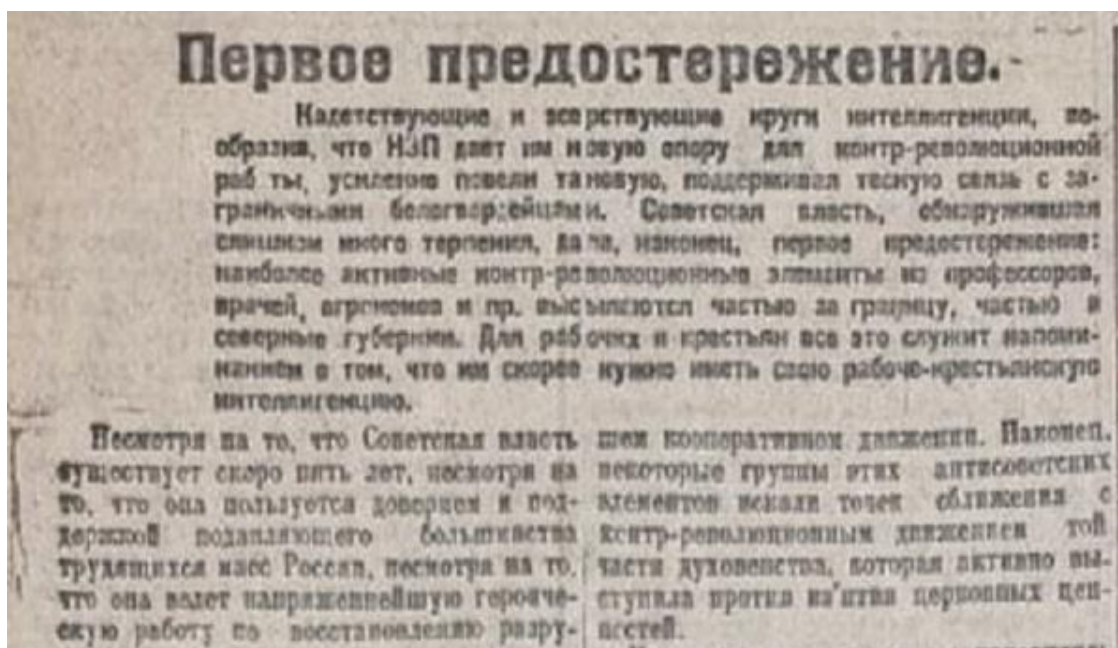 Первое предостережение.
Кадетствующие и эсерствующие круги интеллигенции, во-
образив, что НЭП дает им новую опору для контр-революционной
раб ты, усиленно повели таковую, поддерживая тесную связь с за-
граничными белогвардейцами. Советская власть, обнаружившая
слишком много терпения, дала, наконец, первое предостережение:
наиболее активные контр-революционные элементы из профессоров,
врачей, агрономов и пр. высылаются частью за границу, частью в
северные губернии. Для рабочих и крестьян все это служит напоми-
нанием о том, что им скорее нужно иметь свою рабоче-крестьянскую
интеллигенцию.
Несмотря на то, что Советская власть
существует скоро пять лет, несмотря на
то, что она пользуется доверием и под-
держкой подавляющего большинства
трудящихся масс России, несмотря на то,
что она ведет напряженнейшую героиче-
скую работу по восстановлению разру-
шем кооперативном движении. Наконец,
некоторые группы этих антисоветских
элементов искали точек сближения с
контр-революционным движением той
части духовенства, которая активно вы-
ступила против из'ятия церковных цен-
ностей.